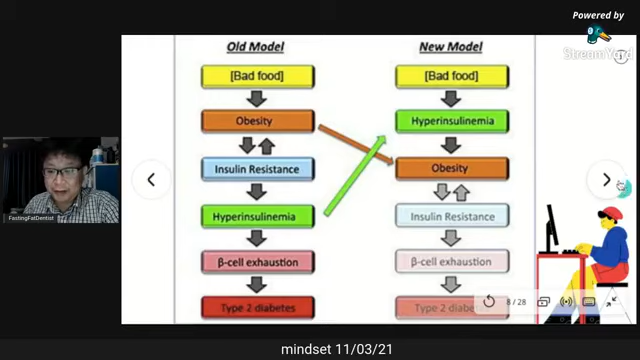 Powered by
StreamYard
Old Model
New Model
[Bad food]
[Bad food]
Obesity
Hyperinsulinemia
Insulin Resistance
Obesity
Hyperinsulinemia
Insulin Resistance
β-cell exhaustion
β-cell exhaustion
Type 2 diabetes
Type 2 diabe
8 / 28
FastingFatDentist
mindset 11/03/21